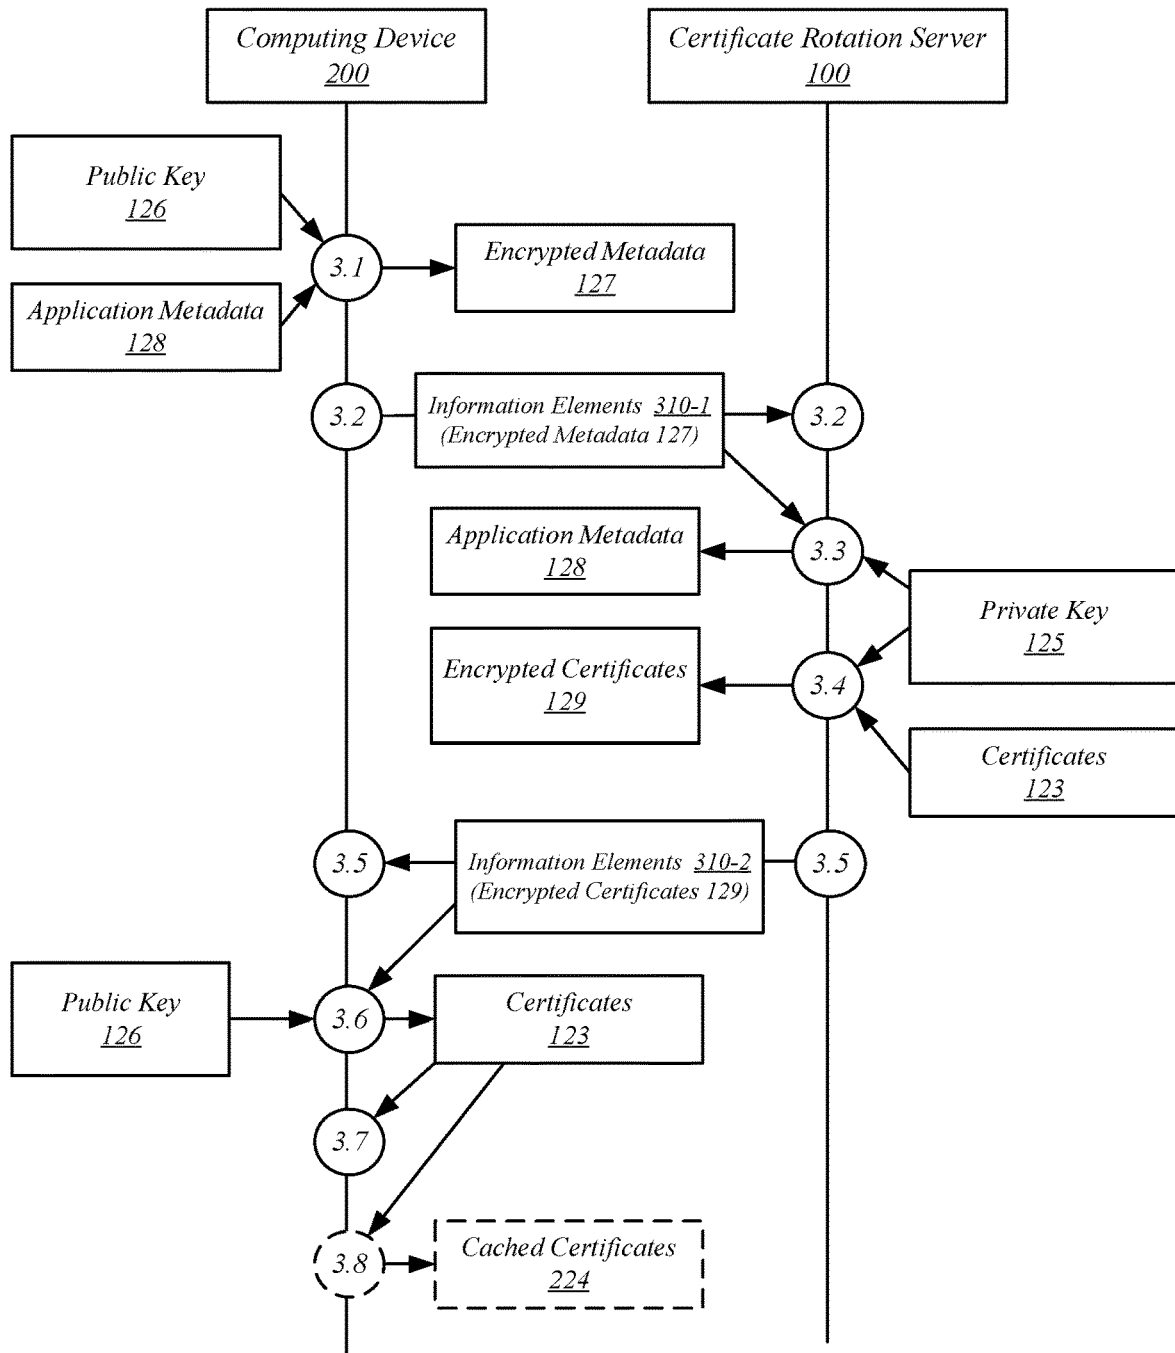 Computing Device
200
Certificate Rotation Server
100
Public Key
126
3.1
Encrypted Metadata
127
Application Metadata
128
3.2
Information Elements 310-1
(Encrypted Metadata 127)
3.2
Application Metadata
128
3.3
Private Key
125
Encrypted Certificates
129
3.4
Certificates
123
3.5
Information Elements 310-2
(Encrypted Certificates 129)
3.5
Public Key
126
3.6
Certificates
123
3.7
3.8
Cached Certificates
224